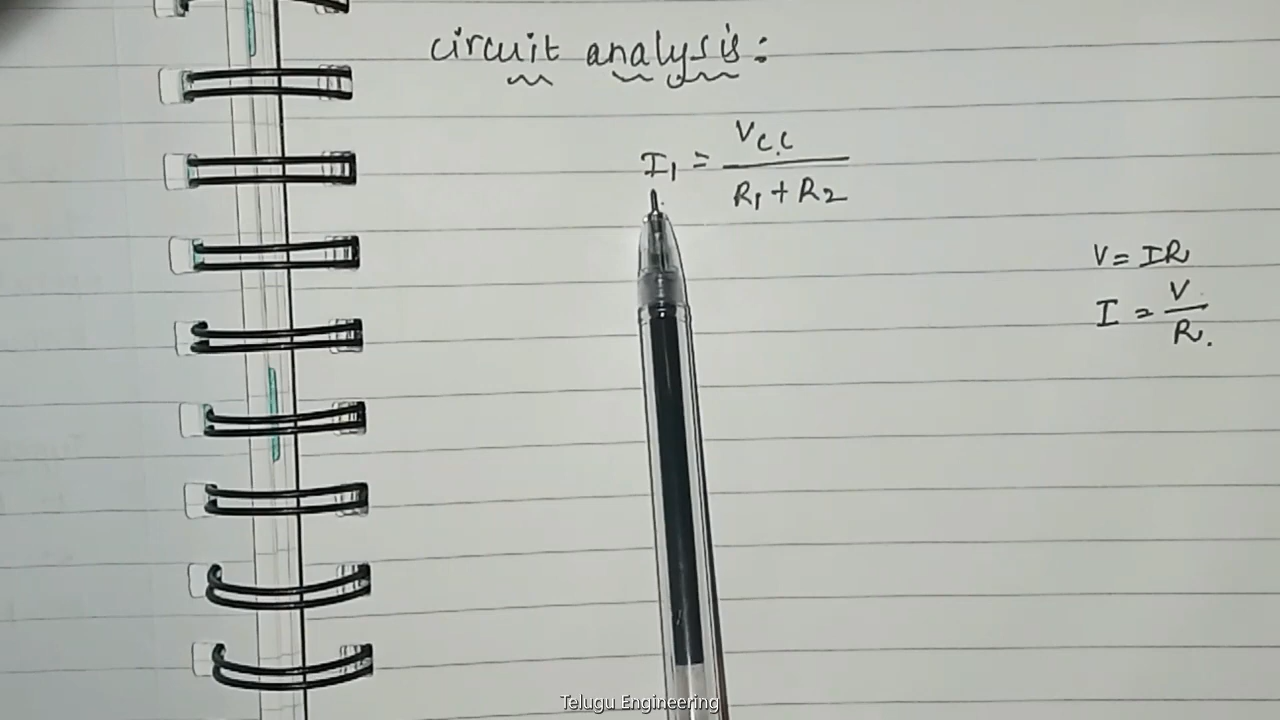 circuit analysis:
I₁ = Vcc / R₁ + R₂
V = IR
I = V / R.
Telugu Engineering